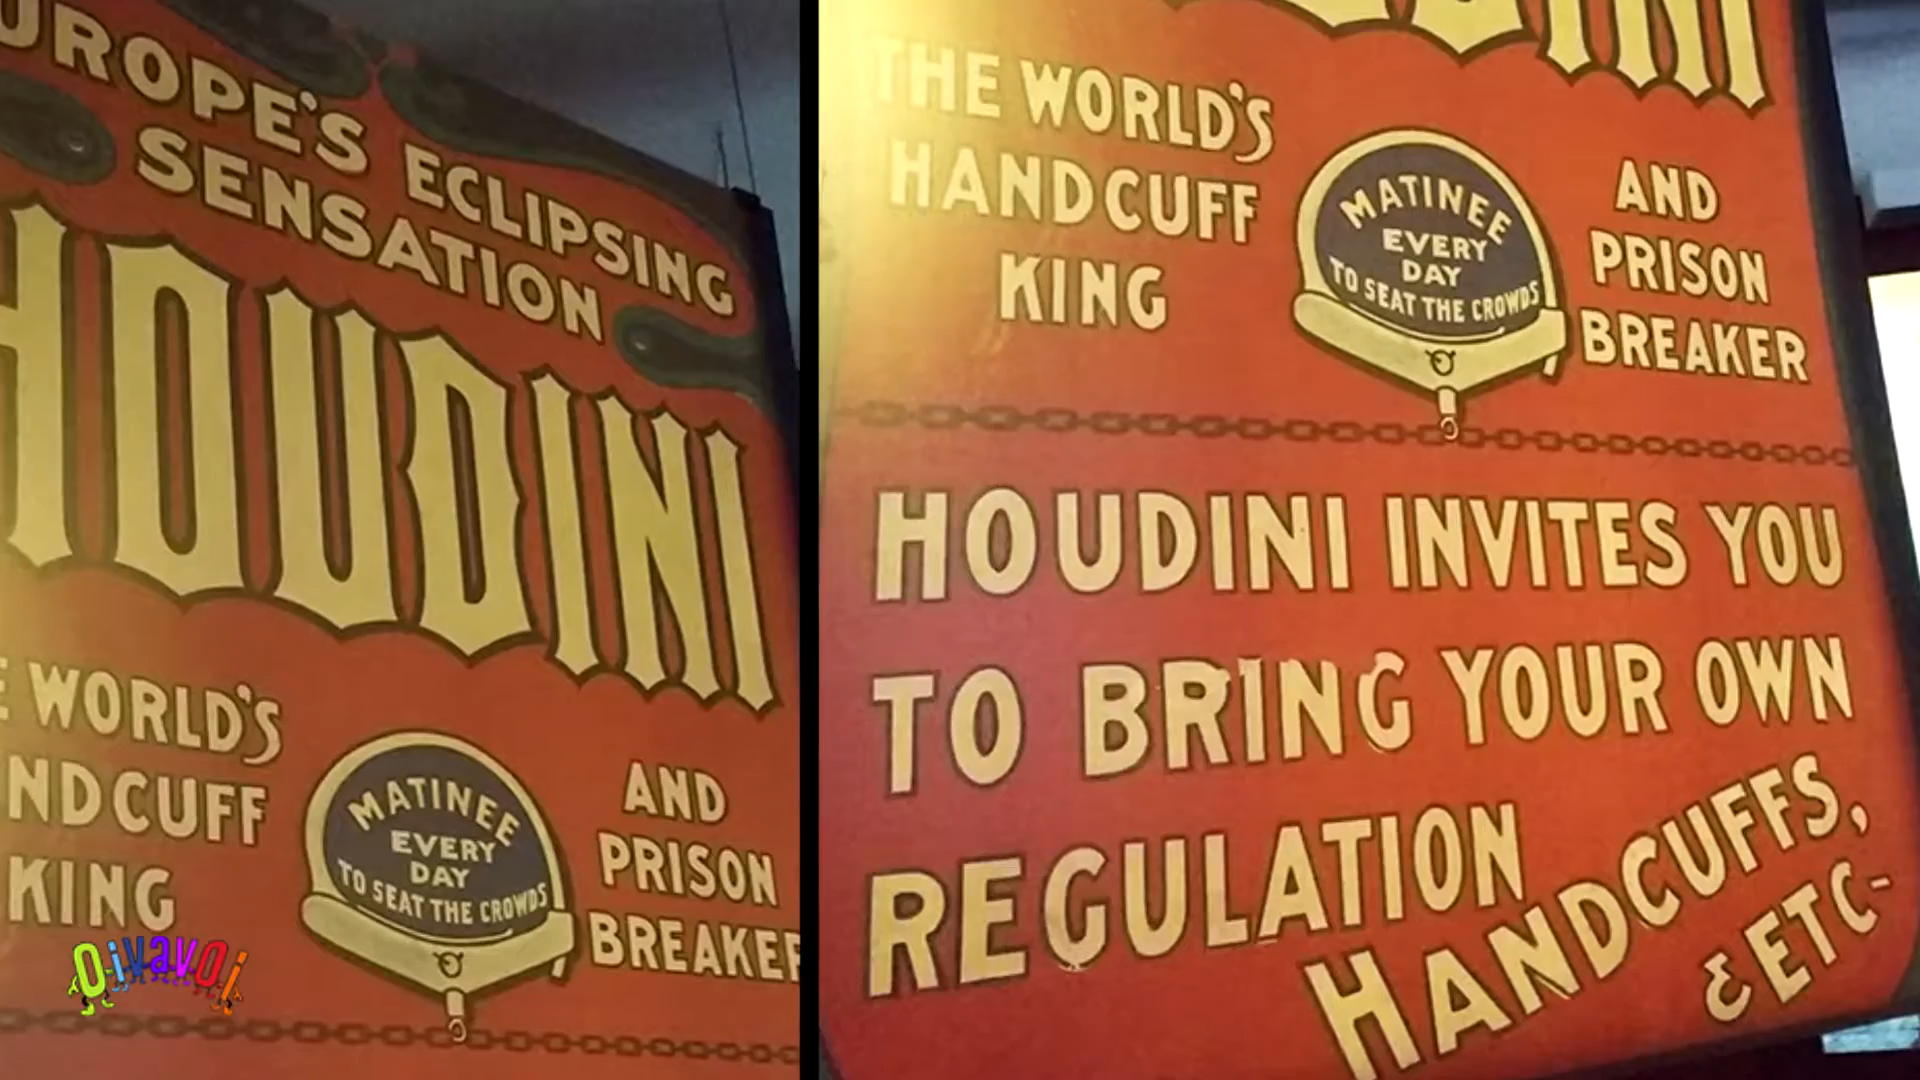 UROPE'S ECLIPSING
SENSATION
HOUDINI
E WORLD'S
NDCUFF
KING
MATINEE
EVERY
DAY
TO SEAT THE CROWDS
AND
PRISON
BREAKER
oivavoi
THE WORLD'S
HANDCUFF
KING
MATINEE
EVERY
DAY
TO SEAT THE CROWDS
AND
PRISON
BREAKER
HOUDINI INVITES YOU
TO BRING YOUR OWN
REGULATION
HANDCUFFS,
& ETC-